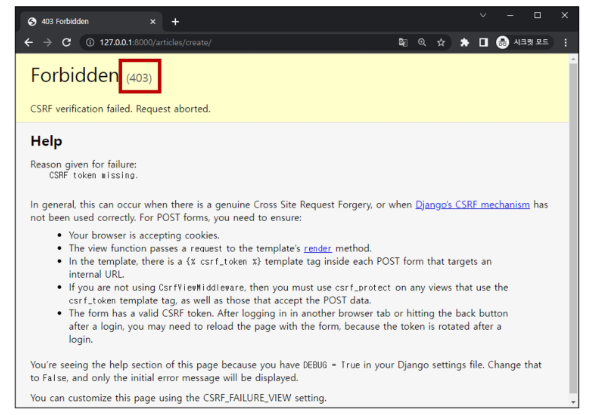 403 Forbidden
127.0.0.1:8000/articles/create/
시크릿 모드
Forbidden (403)
CSRF verification failed. Request aborted.
Help
Reason given for failure:
CSRF token missing.
In general, this can occur when there is a genuine Cross Site Request Forgery, or when Django's CSRF mechanism has
not been used correctly. For POST forms, you need to ensure:
• Your browser is accepting cookies.
• The view function passes a request to the template's render method.
• In the template, there is a {% csrf_token %} template tag inside each POST form that targets an
internal URL.
• If you are not using CsrfViewMiddleware, then you must use csrf_protect on any views that use the
csrf_token template tag, as well as those that accept the POST data.
• The form has a valid CSRF token. After logging in in another browser tab or hitting the back button
after a login, you may need to reload the page with the form, because the token is rotated after a
login.
You're seeing the help section of this page because you have DEBUG = True in your Django settings file. Change that
to False, and only the initial error message will be displayed.
You can customize this page using the CSRF_FAILURE_VIEW setting.